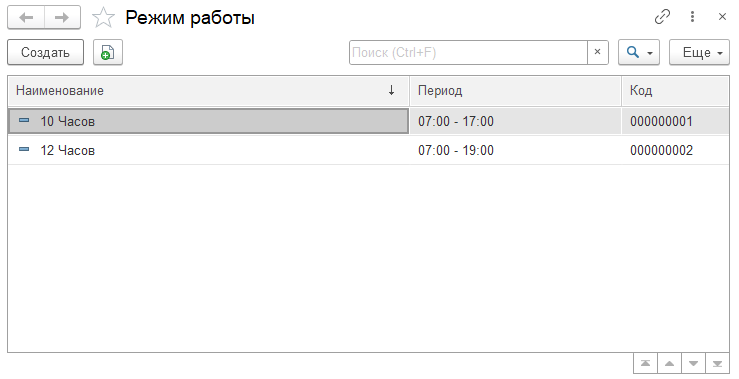 Режим работы
Создать
Поиск (Ctrl+F)
×
Еще
Наименование
Период
Код
10 Часов
07:00 - 17:00
000000001
12 Часов
07:00 - 19:00
000000002